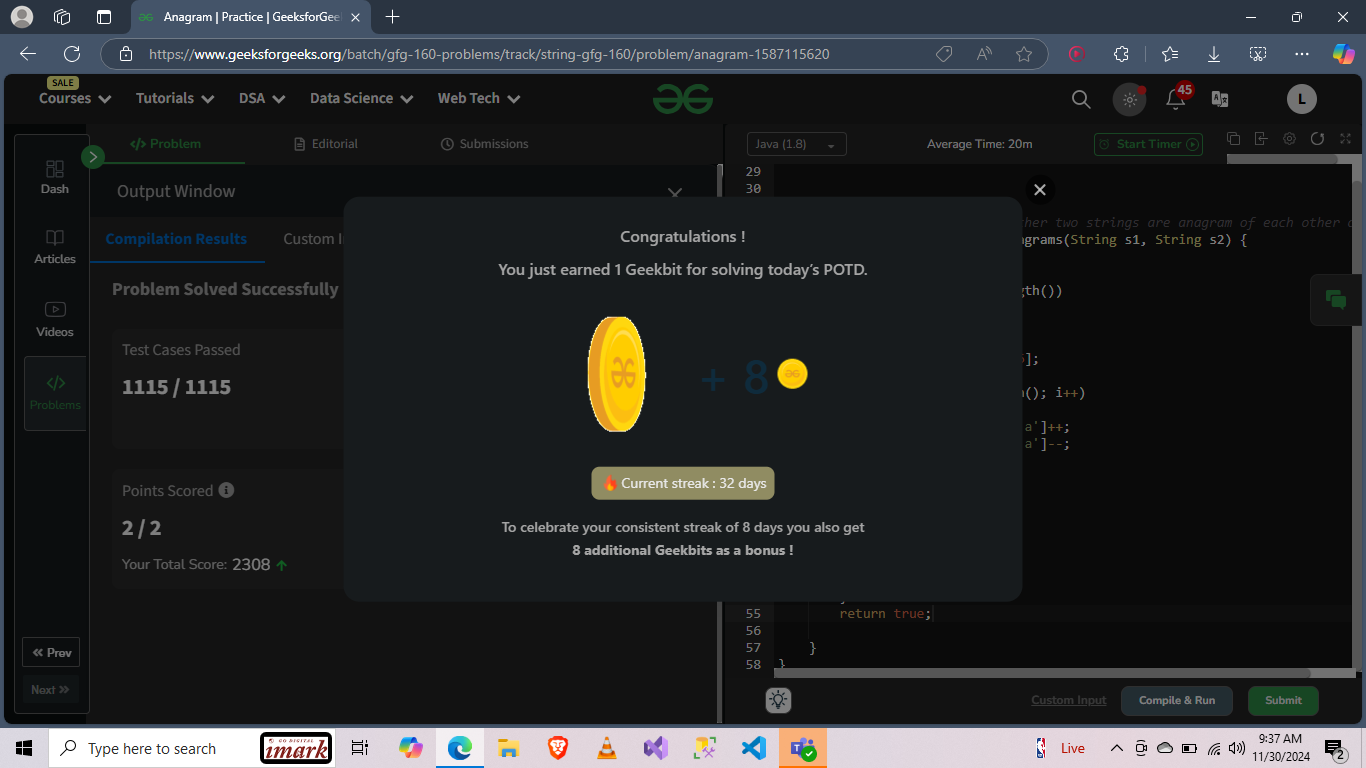 Anagram | Practice | GeeksforGee
https://www.geeksforgeeks.org/batch/gfg-160-problems/track/string-gfg-160/problem/anagram-1587115620
SALE
Courses
Tutorials
DSA
Data Science
Web Tech
45
L
Dash
Articles
Videos
Problems
« Prev
Next »
</> Problem
Editorial
Submissions
Output Window
Compilation Results
Custom I
Problem Solved Successfully
Test Cases Passed
1115 / 1115
Points Scored
2 / 2
Your Total Score: 2308
Java (1.8)
Average Time: 20m
Start Timer
29
30
her two strings are anagram of each other
grams(String s1, String s2) {
gth())
];
(); i++)
a']++;
a']--;
55 return true;
56
57 }
58 }
Custom Input
Compile & Run
Submit
Congratulations !
You just earned 1 Geekbit for solving today's POTD.
+ 8
Current streak : 32 days
To celebrate your consistent streak of 8 days you also get
8 additional Geekbits as a bonus !
Type here to search
GO DIGITAL
imark
Live
9:37 AM
11/30/2024
2